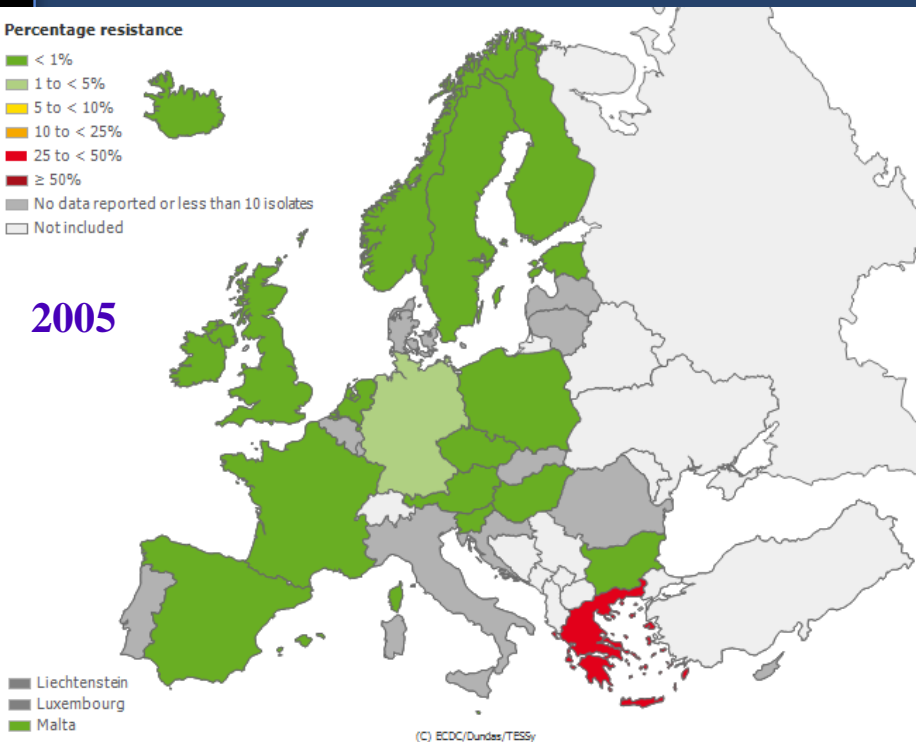 Percentage resistance
< 1%
1 to < 5%
5 to < 10%
10 to < 25%
25 to < 50%
≥ 50%
No data reported or less than 10 isolates
Not included
2005
Liechtenstein
Luxembourg
Malta
(C) ECDC/Dundas/TESSy